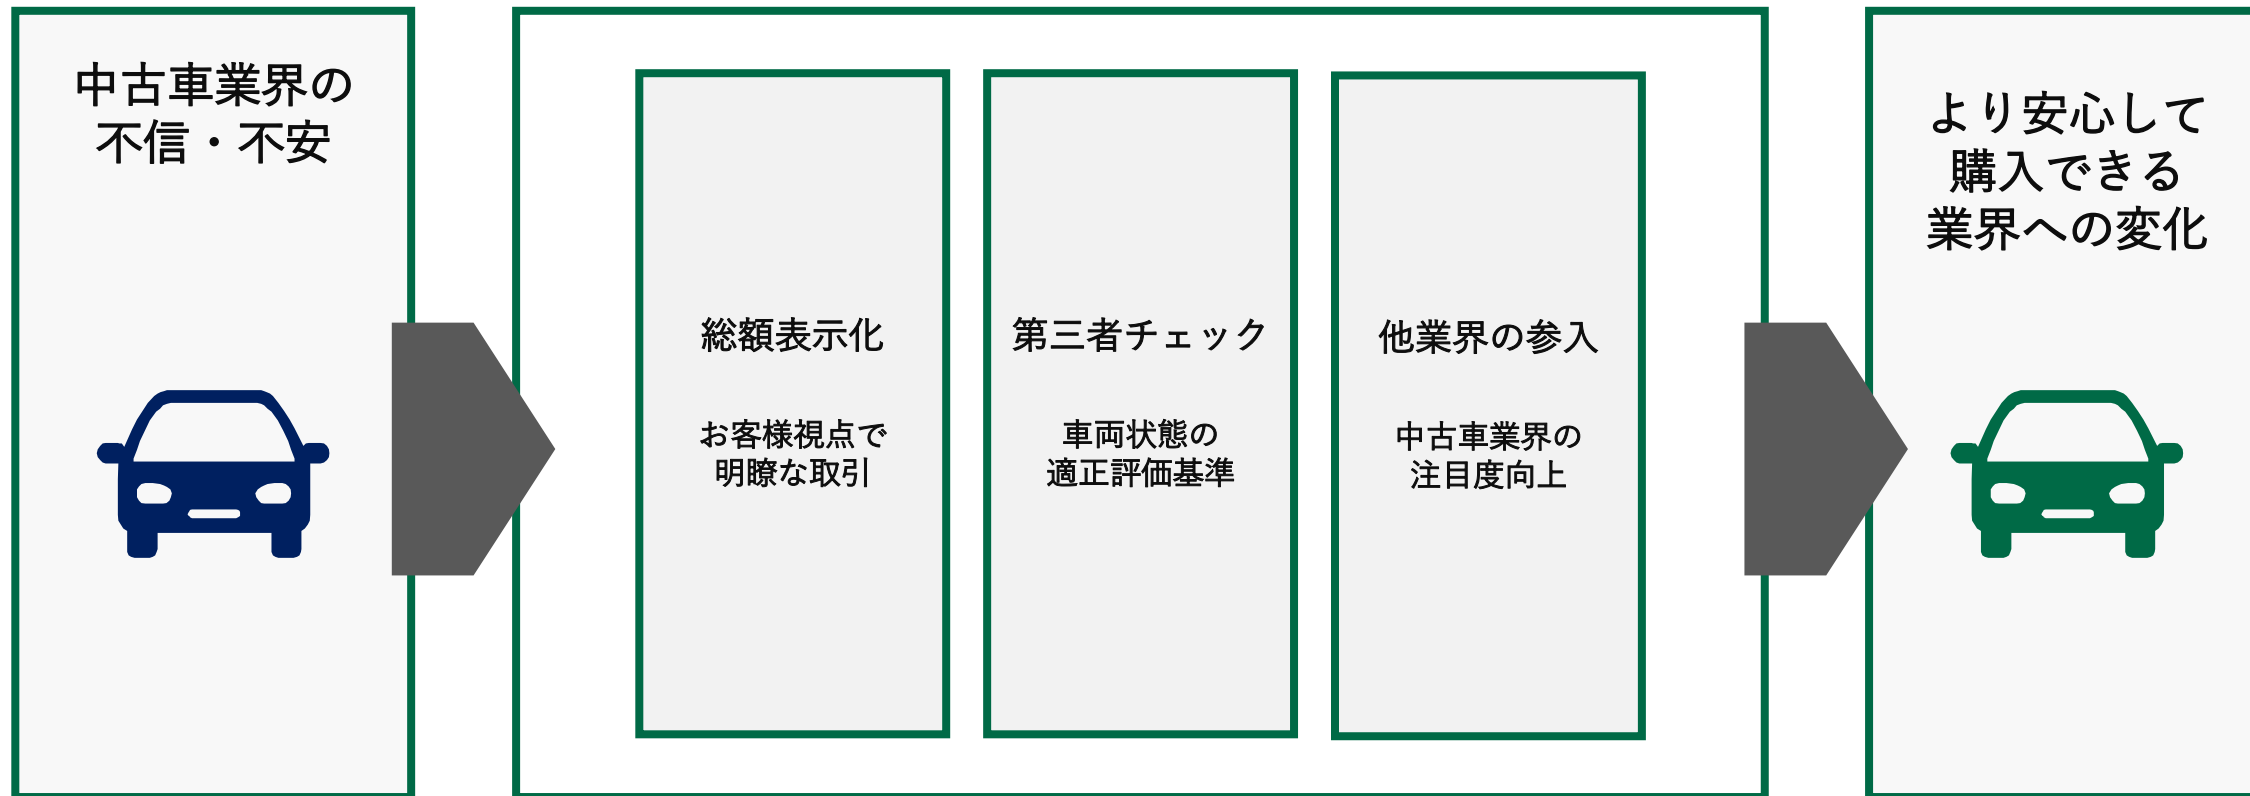 中古車業界の
不信・不安
総額表示化
お客様視点で
明瞭な取引
第三者チェック
車両状態の
適正評価基準
他業界の参入
中古車業界の
注目度向上
より安心して
購入できる
業界への変化